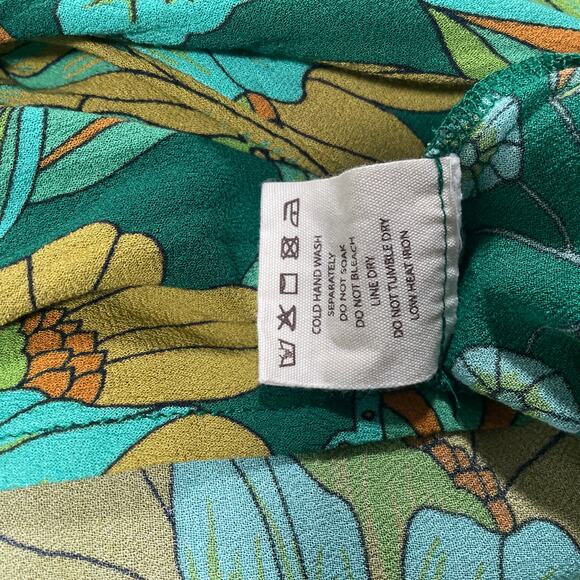 COLD HAND WASH
SEPARATELY
DO NOT SOAK
DO NOT BLEACH
LINE DRY
DO NOT TUMBLE DRY
LOW HEAT IRON